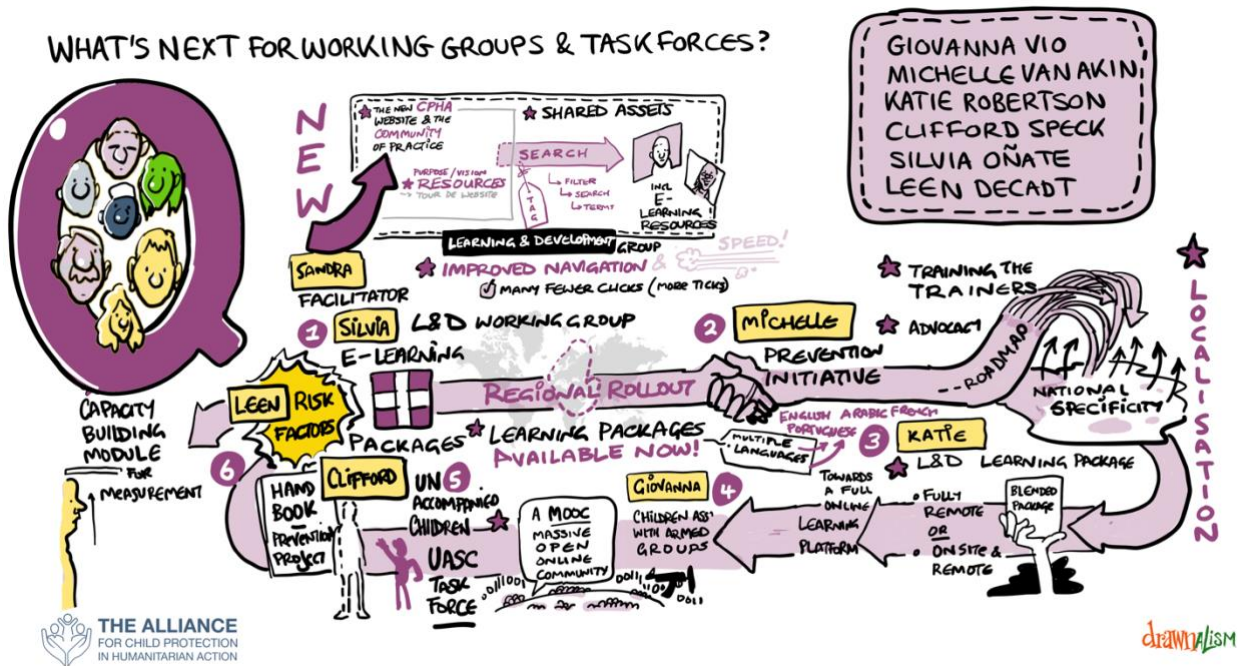 WHAT'S NEXT FOR WORKING GROUPS & TASK FORCES?
GIOVANNA VIO
MICHELLE VAN AKIN
KATIE ROBERTSON
CLIFFORD SPECK
SILVIA OÑATE
LEEN DECADT
NEW
THE NEW CPHA
WEBSITE & THE
COMMUNITY
OF PRACTICE
PURPOSE/VISION
RESOURCES
TOUR DE WEBSITE
SHARED ASSETS
SEARCH
TAG
FILTER
SEARCH
TERMS
INCL
E-
LEARNING
RESOURCES
LEARNING & DEVELOPMENT GROUP
IMPROVED NAVIGATION & SPEED!
MANY FEWER CLICKS (MORE TICKS)
SANDRA
FACILITATOR
1 SILVIA L&D WORKING GROUP
E-LEARNING
PACKAGES
REGIONAL ROLLOUT
LEARNING PACKAGES
AVAILABLE NOW!
MULTIPLE
LANGUAGES
ENGLISH ARABIC FRENCH
PORTUGUESE
2 MICHELLE
PREVENTION
INITIATIVE
TRAINING THE
TRAINERS
ADVOCACY
ROADMAP
NATIONAL
SPECIFICITY
LOCALISATION
3 KATIE
L&D LEARNING PACKAGE
BLENDED
PACKAGE
• FULLY
REMOTE
OR
• ONSITE &
REMOTE
TOWARDS
A FULL
ONLINE
LEARNING
PLATFORM
GIOVANNA 4
CHILDREN ASS'
WITH ARMED
GROUPS
A MOOC
MASSIVE
OPEN
ONLINE
COMMUNITY
CLIFFORD 5
UN
ACCOMPANIED
CHILDREN
UASC
TASK
FORCE
6 LEEN RISK
FACTORS
HAND
BOOK-
PREVENTION
PROJECT
CAPACITY
BUILDING
MODULE
FOR
MEASUREMENT
THE ALLIANCE
FOR CHILD PROTECTION
IN HUMANITARIAN ACTION
drawnalism